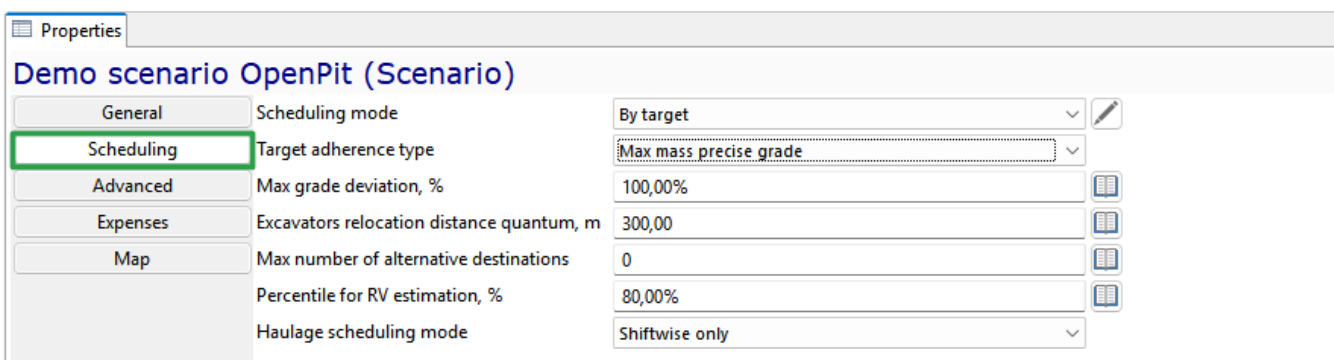 Properties
Demo scenario OpenPit (Scenario)
General Scheduling mode By target
Scheduling Target adherence type Max mass precise grade
Advanced Max grade deviation, % 100,00%
Expenses Excavators relocation distance quantum, m 300,00
Map Max number of alternative destinations 0
Percentile for RV estimation, % 80,00%
Haulage scheduling mode Shiftwise only